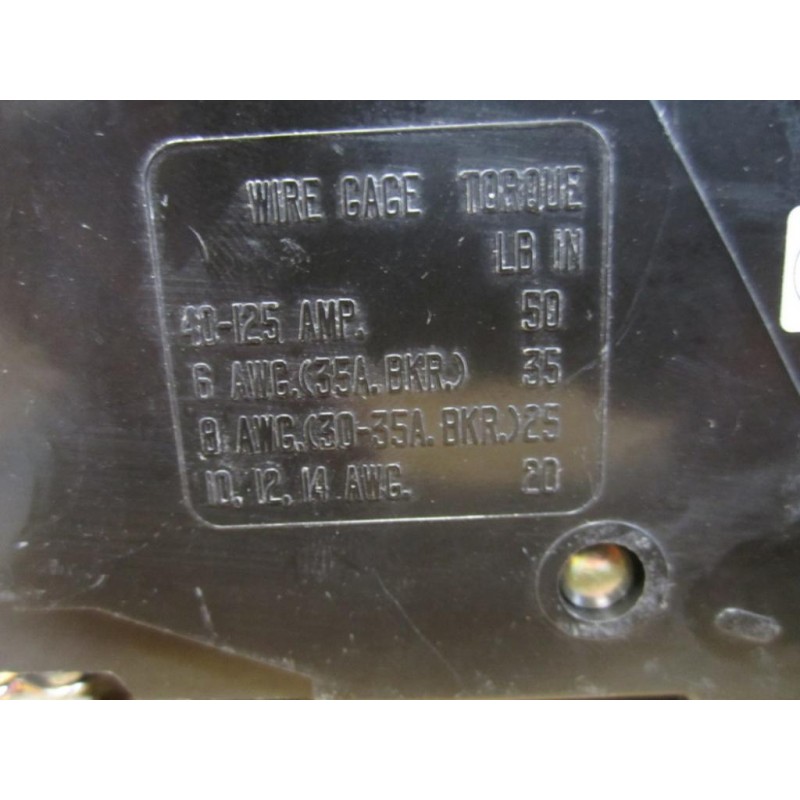 WIRE GAGE TORQUE
LB IN
40-125 AMP. 50
6 AWG.(35A.BKR.) 35
8 AWG.(30-35A.BKR.) 25
10, 12, 14 AWG. 20